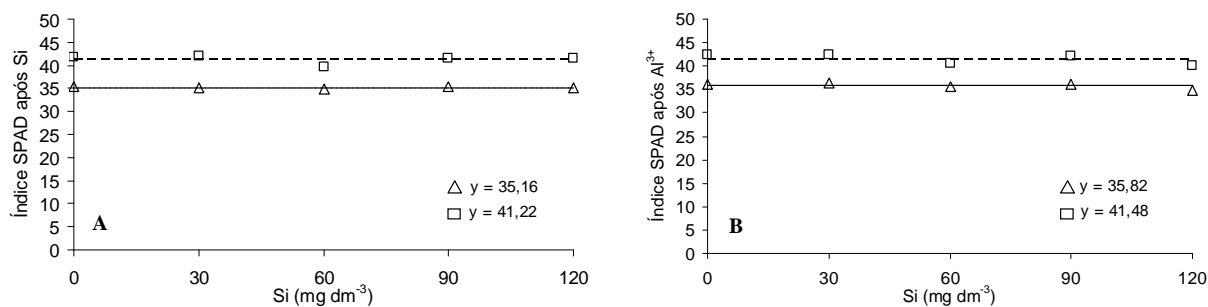 Índice SPAD após Si
50
45
40
35
30
25
20
15
10
5
0
A
△ y = 35,16
□ y = 41,22
0 30 60 90 120
Si (mg dm⁻³)
Índice SPAD após Al³⁺
50
45
40
35
30
25
20
15
10
5
0
B
△ y = 35,82
□ y = 41,48
0 30 60 90 120
Si (mg dm⁻³)